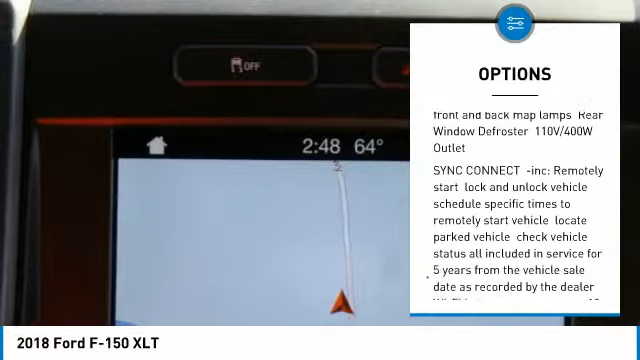 OFF
2:48 64°
OPTIONS
front and back map lamps Rear
Window Defroster 110V/400W
Outlet
SYNC CONNECT -inc: Remotely
start lock and unlock vehicle
schedule specific times to
remotely start vehicle locate
parked vehicle check vehicle
status all included in service for
5 years from the vehicle sale
date as recorded by the dealer
2018 Ford F-150 XLT